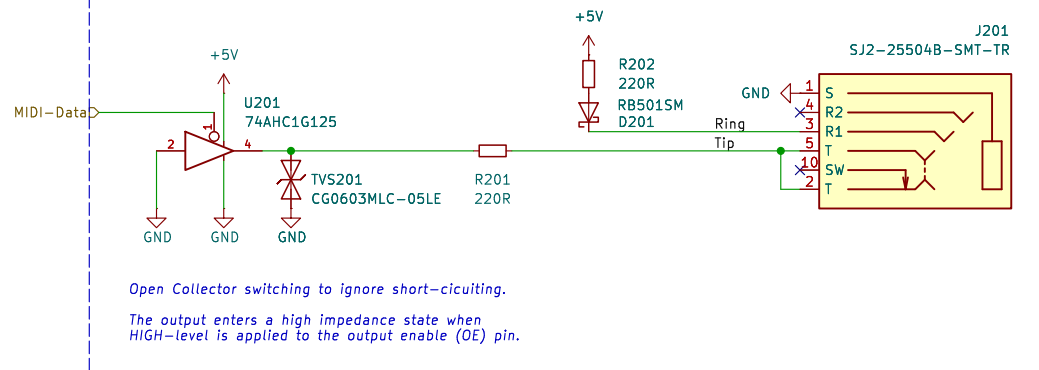 J201
SJ2-25504B-SMT-TR
+5V
R202
220R
RB501SM
D201
GND
1
S
4
R2
3
R1
5
T
10
SW
2
T
Ring
Tip
+5V
MIDI-Data
U201
74AHC1G125
1
2
4
TVS201
CG0603MLC-05LE
R201
220R
GND
GND
GND
Open Collector switching to ignore short-cicuiting.
The output enters a high impedance state when
HIGH-level is applied to the output enable (OE) pin.